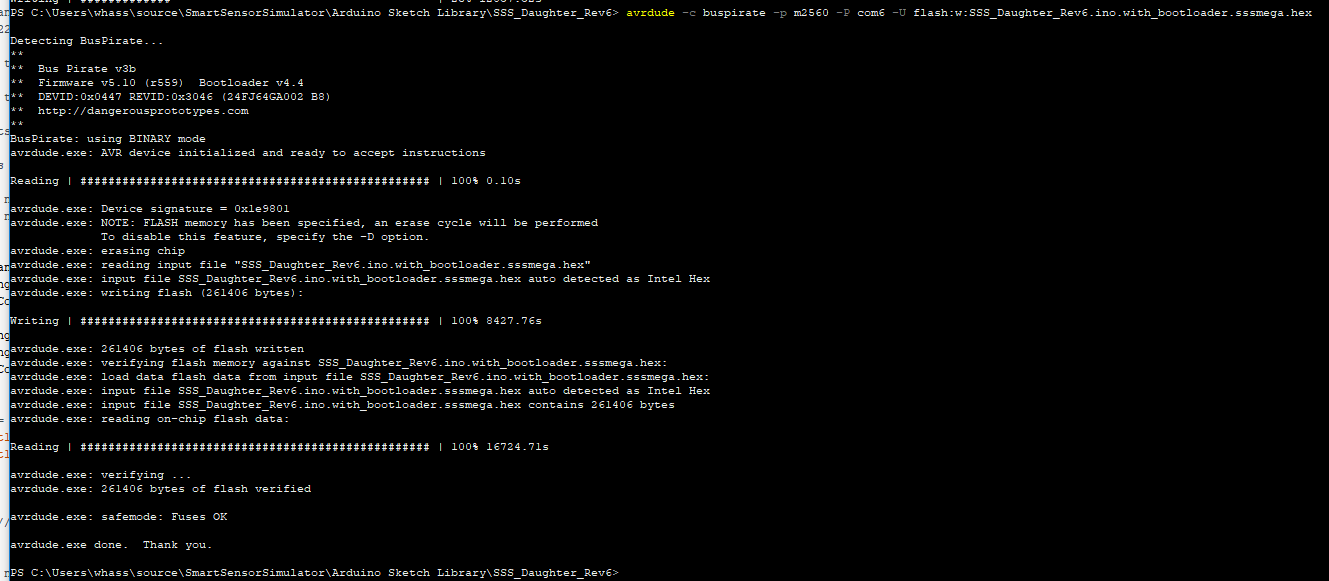 PS C:\Users\whass\source\SmartSensorSimulator\Arduino Sketch Library\SSS_Daughter_Rev6> avrdude -c buspirate -p m2560 -P com6 -U flash:w:SSS_Daughter_Rev6.ino.with_bootloader.sssmega.hex
Detecting BusPirate...
**
** Bus Pirate v3b
** Firmware v5.10 (r559) Bootloader v4.4
** DEVID:0x0447 REVID:0x3046 (24FJ64GA002 B8)
** http://dangerousprototypes.com
**
BusPirate: using BINARY mode
avrdude.exe: AVR device initialized and ready to accept instructions
Reading | ################################################## | 100% 0.10s
avrdude.exe: Device signature = 0x1e9801
avrdude.exe: NOTE: FLASH memory has been specified, an erase cycle will be performed
To disable this feature, specify the -D option.
avrdude.exe: erasing chip
avrdude.exe: reading input file "SSS_Daughter_Rev6.ino.with_bootloader.sssmega.hex"
avrdude.exe: input file SSS_Daughter_Rev6.ino.with_bootloader.sssmega.hex auto detected as Intel Hex
avrdude.exe: writing flash (261406 bytes):
Writing | ################################################## | 100% 8427.76s
avrdude.exe: 261406 bytes of flash written
avrdude.exe: verifying flash memory against SSS_Daughter_Rev6.ino.with_bootloader.sssmega.hex:
avrdude.exe: load data flash data from input file SSS_Daughter_Rev6.ino.with_bootloader.sssmega.hex:
avrdude.exe: input file SSS_Daughter_Rev6.ino.with_bootloader.sssmega.hex auto detected as Intel Hex
avrdude.exe: input file SSS_Daughter_Rev6.ino.with_bootloader.sssmega.hex contains 261406 bytes
avrdude.exe: reading on-chip flash data:
Reading | ################################################## | 100% 16724.71s
avrdude.exe: verifying ...
avrdude.exe: 261406 bytes of flash verified
avrdude.exe: safemode: Fuses OK
avrdude.exe done. Thank you.
PS C:\Users\whass\source\SmartSensorSimulator\Arduino Sketch Library\SSS_Daughter_Rev6>